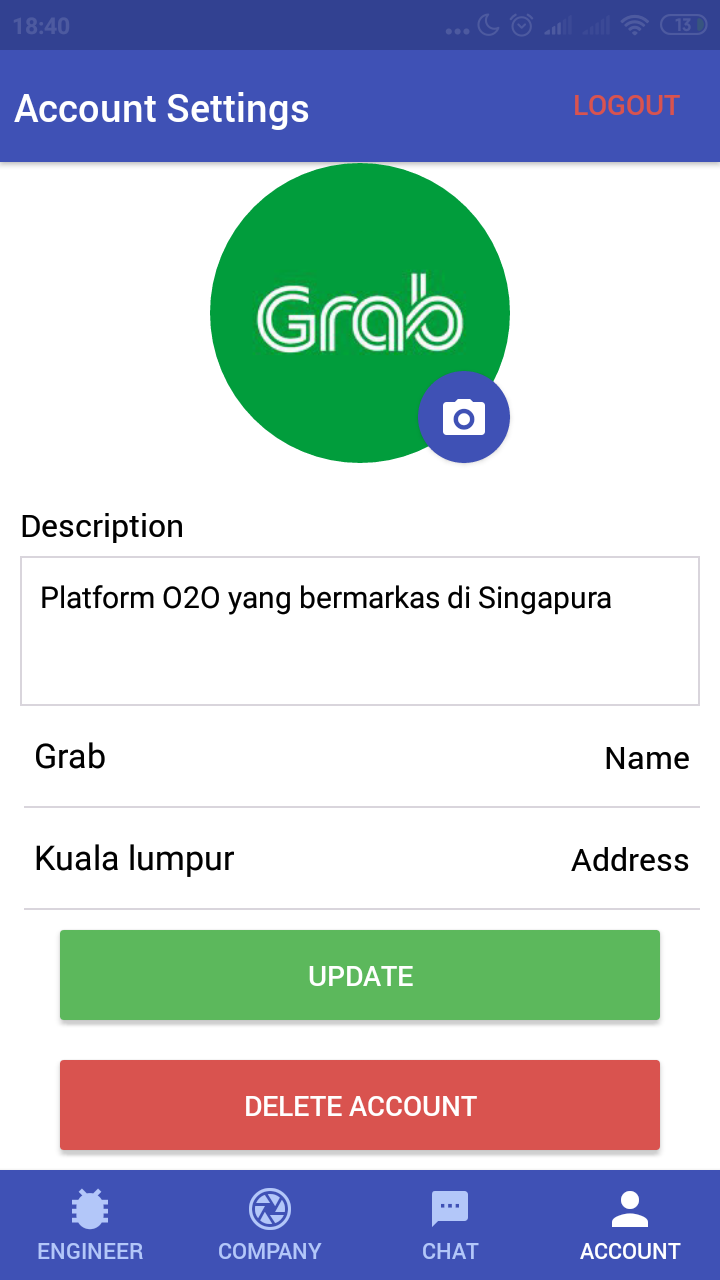 18:40
13
Account Settings
LOGOUT
Grab
Description
Platform O2O yang bermarkas di Singapura
Grab
Name
Kuala lumpur
Address
UPDATE
DELETE ACCOUNT
ENGINEER
COMPANY
CHAT
ACCOUNT